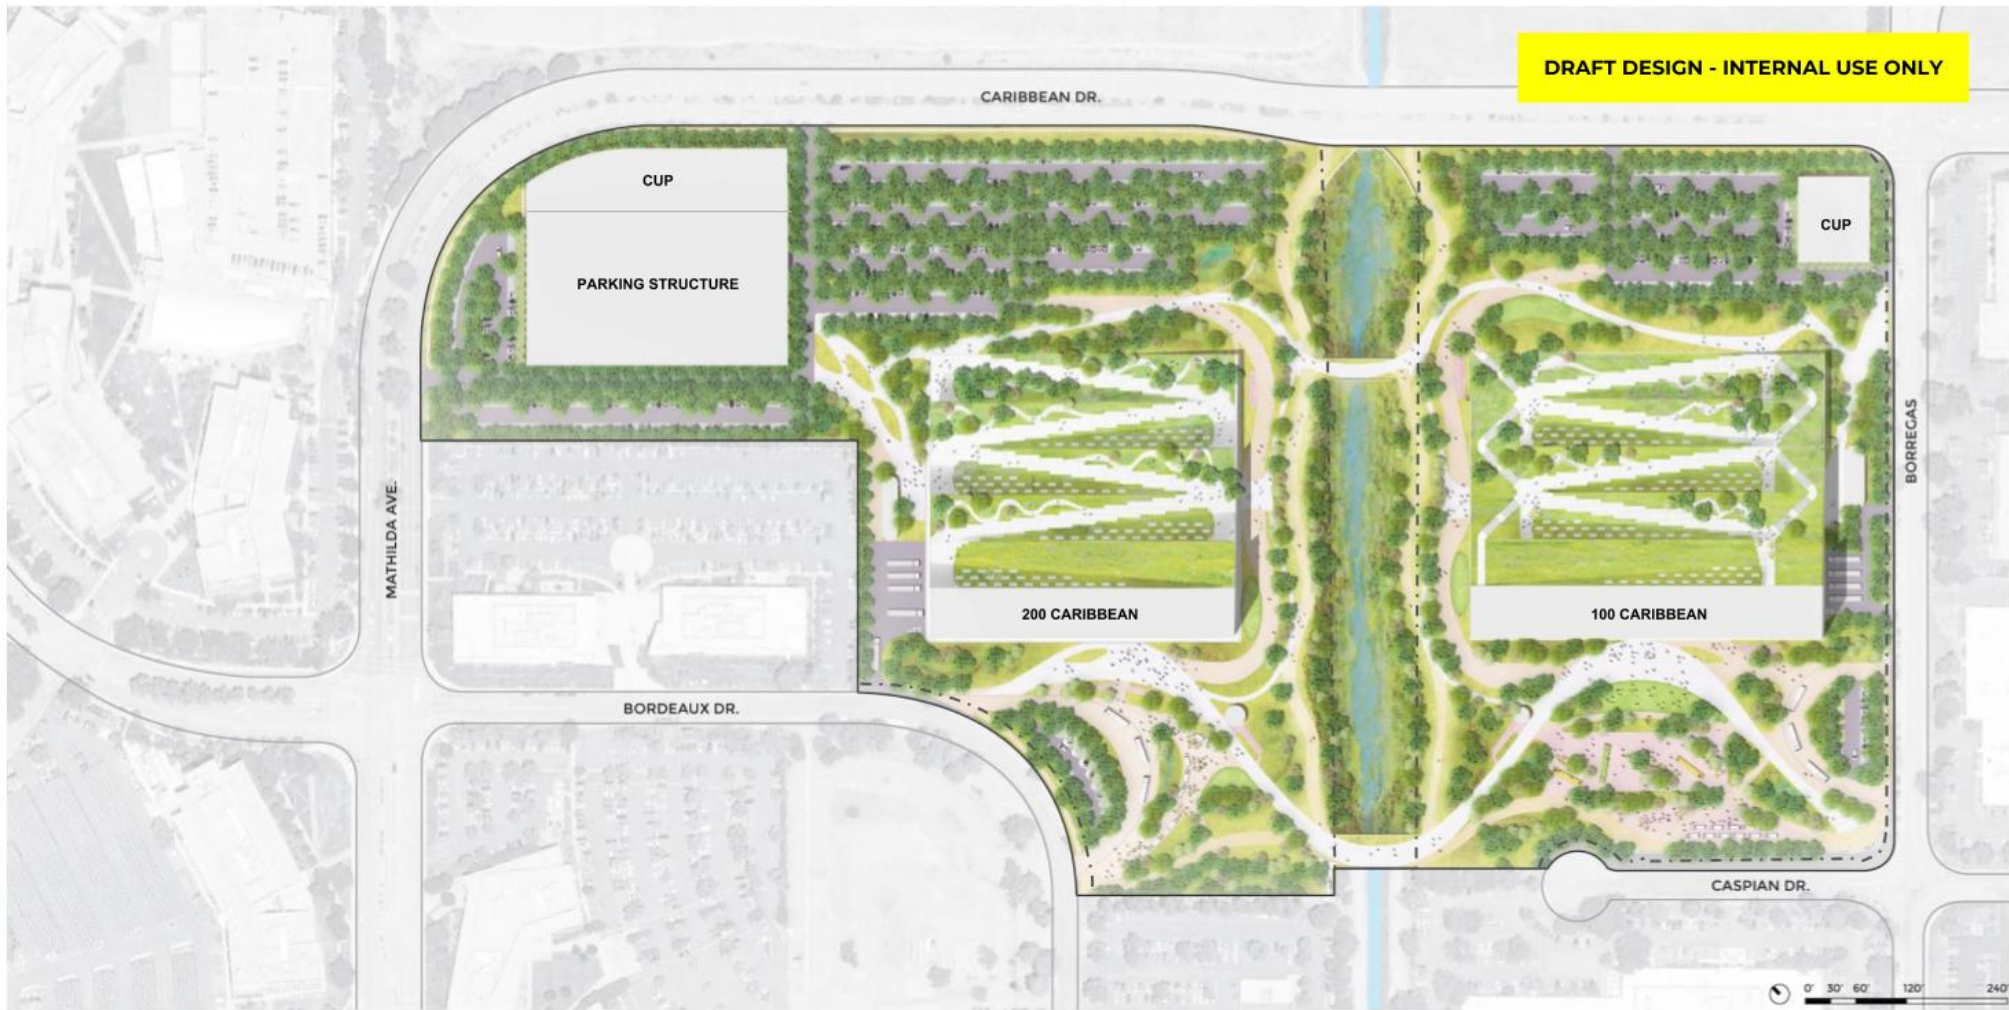 DRAFT DESIGN - INTERNAL USE ONLY
CARIBBEAN DR.
CUP
CUP
PARKING STRUCTURE
BORREGAS
MATHILDA AVE.
200 CARIBBEAN
100 CARIBBEAN
BORDEAUX DR.
CASPIAN DR.
0' 30' 60' 120' 240'